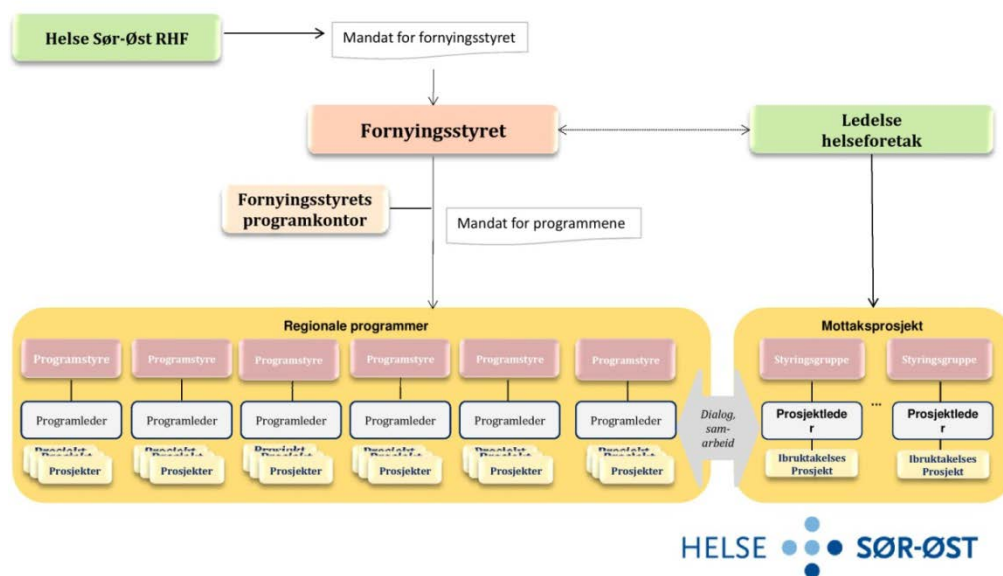 Helse Sør-Øst RHF
Mandat for fornyingsstyret
Fornyingsstyret
Ledelse
helseforetak
Fornyingsstyrets
programkontor
Mandat for programmene
Regionale programmer
Programstyre Programstyre Programstyre Programstyre Programstyre Programstyre
Programleder Programleder Programleder Programleder Programleder Programleder
Prosjekter Prosjekter Prosjekter Prosjekter Prosjekter Prosjekter
Dialog,
sam-
arbeid
Mottaksprosjekt
Styringsgruppe Styringsgruppe
...
Prosjektlede
r
Prosjektlede
r
Ibruktakelses
Prosjekt
Ibruktakelses
Prosjekt
HELSE SØR-ØST